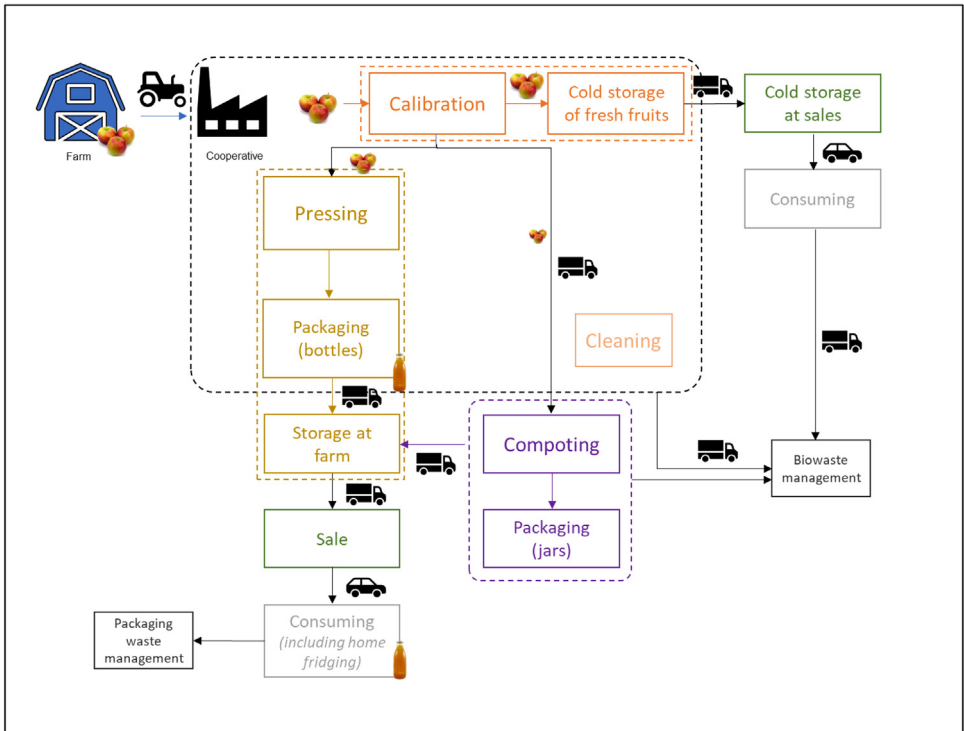 Farm
Cooperative
Calibration
Cold storage
of fresh fruits
Cold storage
at sales
Consuming
Pressing
Packaging
(bottles)
Cleaning
Storage at
farm
Compoting
Biowaste
management
Packaging
(jars)
Sale
Packaging
waste
management
Consuming
(including home
fridging)